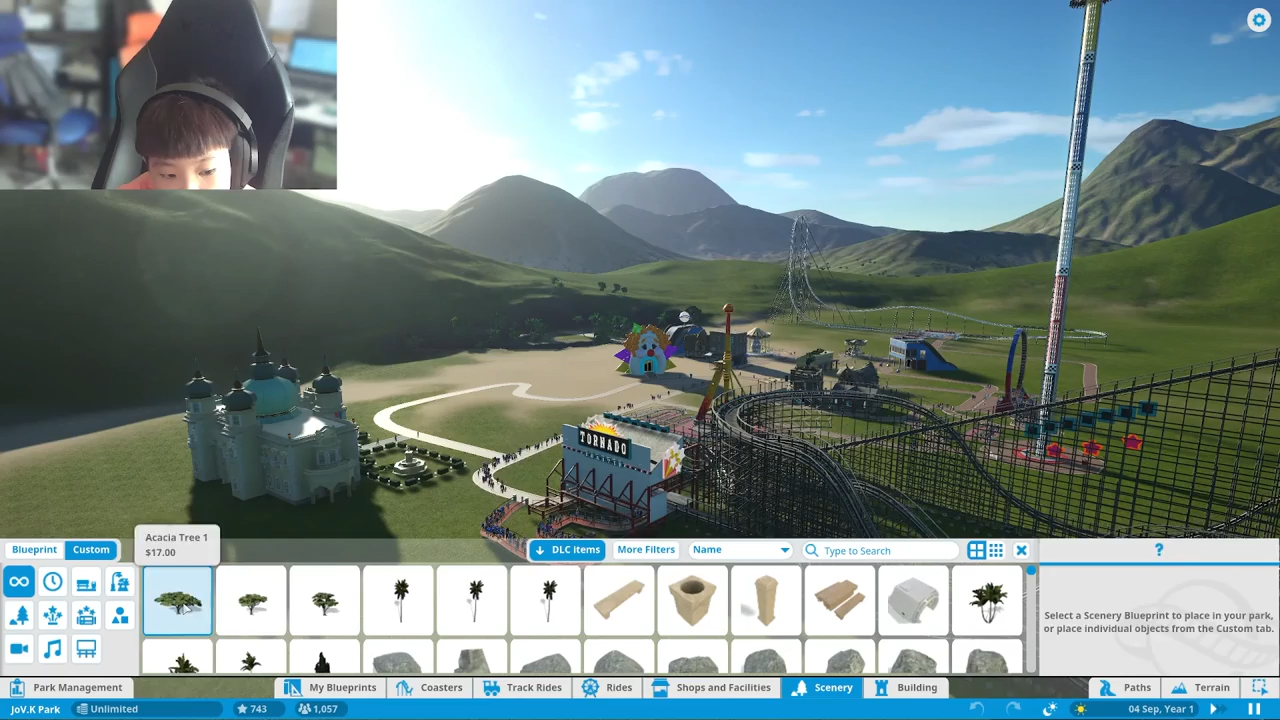 TORNADO
Acacia Tree 1
$17.00
Blueprint
Custom
DLC Items
More Filters
Name
Type to Search
?
Select a Scenery Blueprint to place in your park,
or place individual objects from the Custom tab.
Park Management
My Blueprints
Coasters
Track Rides
Rides
Shops and Facilities
Scenery
Building
Paths
Terrain
JoV.K Park
Unlimited
743
1,057
04 Sep, Year 1